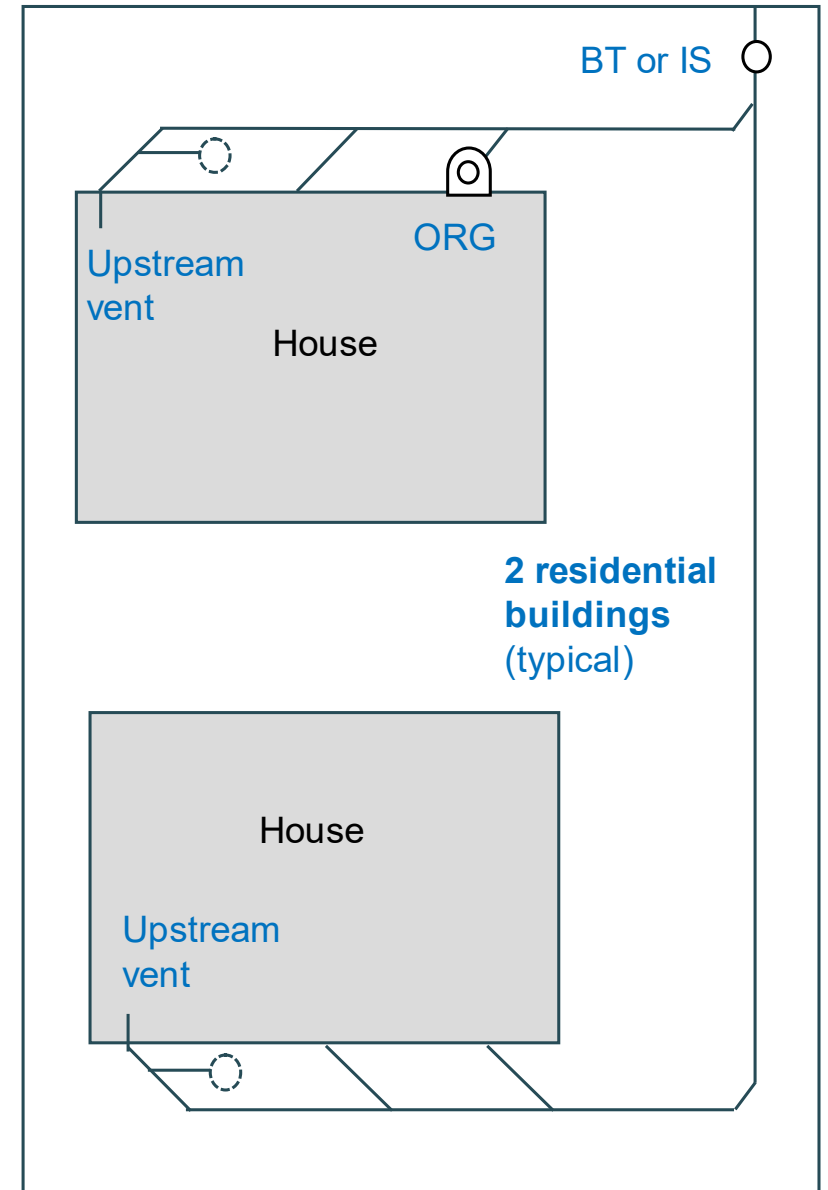 BT or IS
ORG
Upstream
vent
House
2 residential
buildings
(typical)
House
Upstream
vent